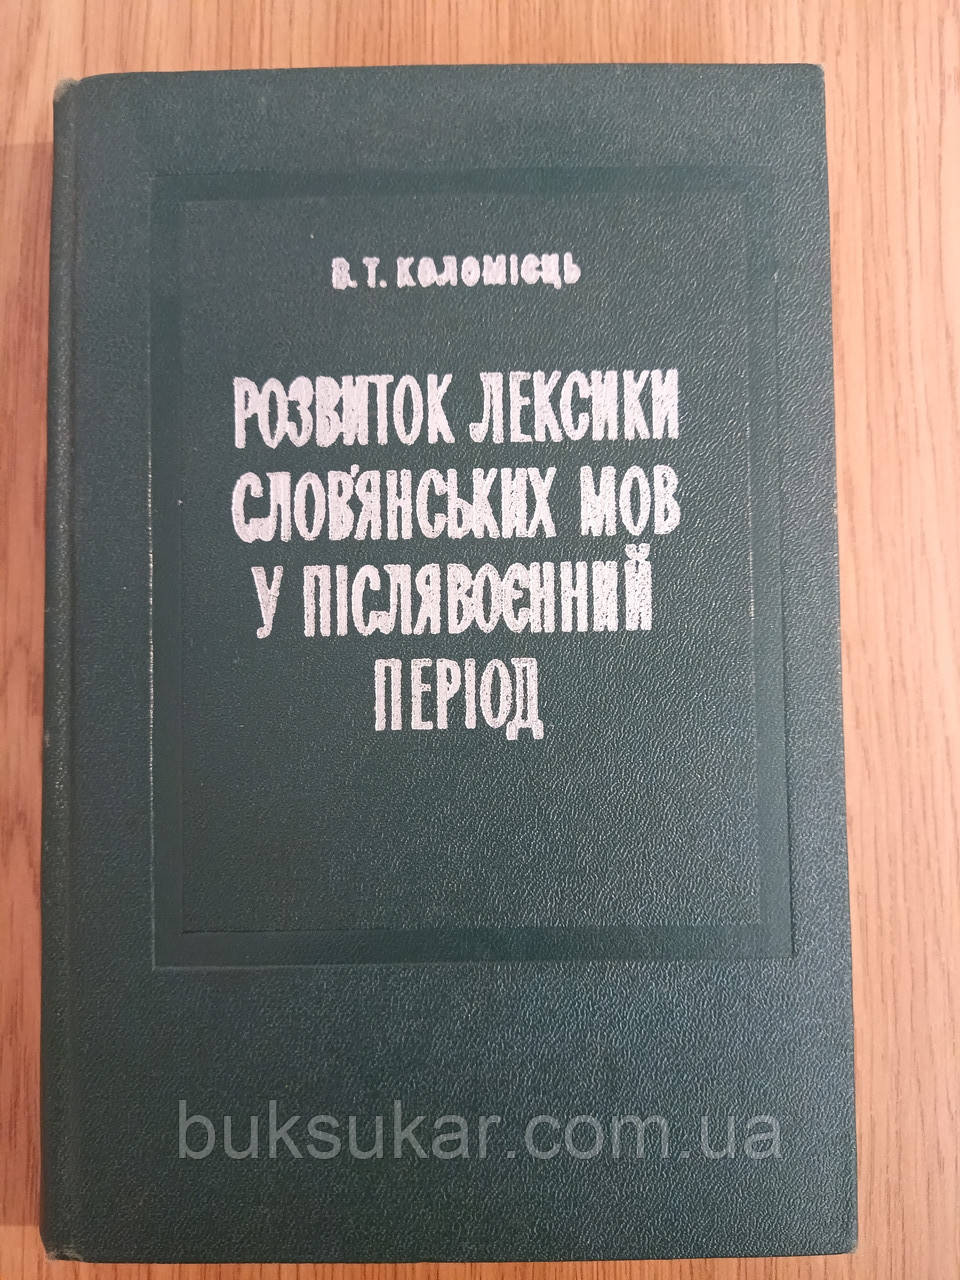 В. Т. КОЛОМІЄЦЬ
РОЗВИТОК ЛЕКСИКИ
СЛОВ'ЯНСЬКИХ МОВ
У ПІСЛЯВОЄННИЙ
ПЕРІОД
buksukar.com.ua